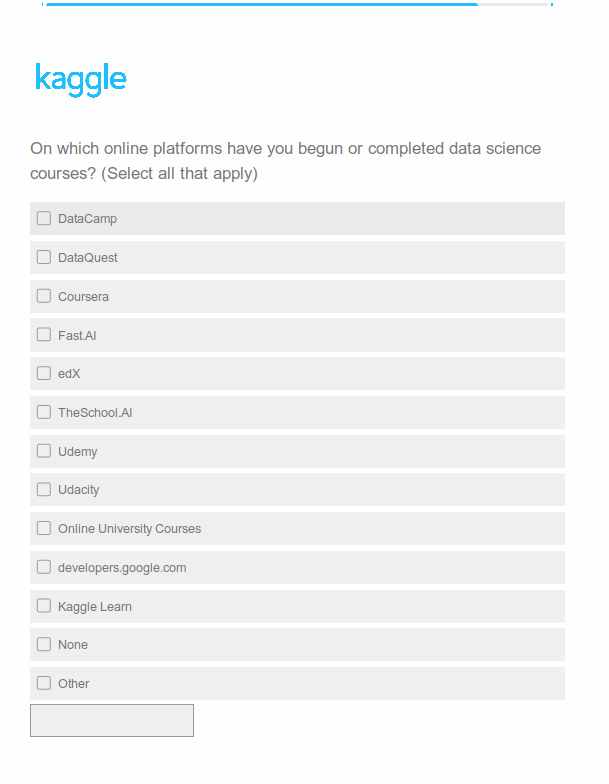 kaggle
On which online platforms have you begun or completed data science
courses? (Select all that apply)
DataCamp
DataQuest
Coursera
Fast.AI
edX
TheSchool.AI
Udemy
Udacity
Online University Courses
developers.google.com
Kaggle Learn
None
Other